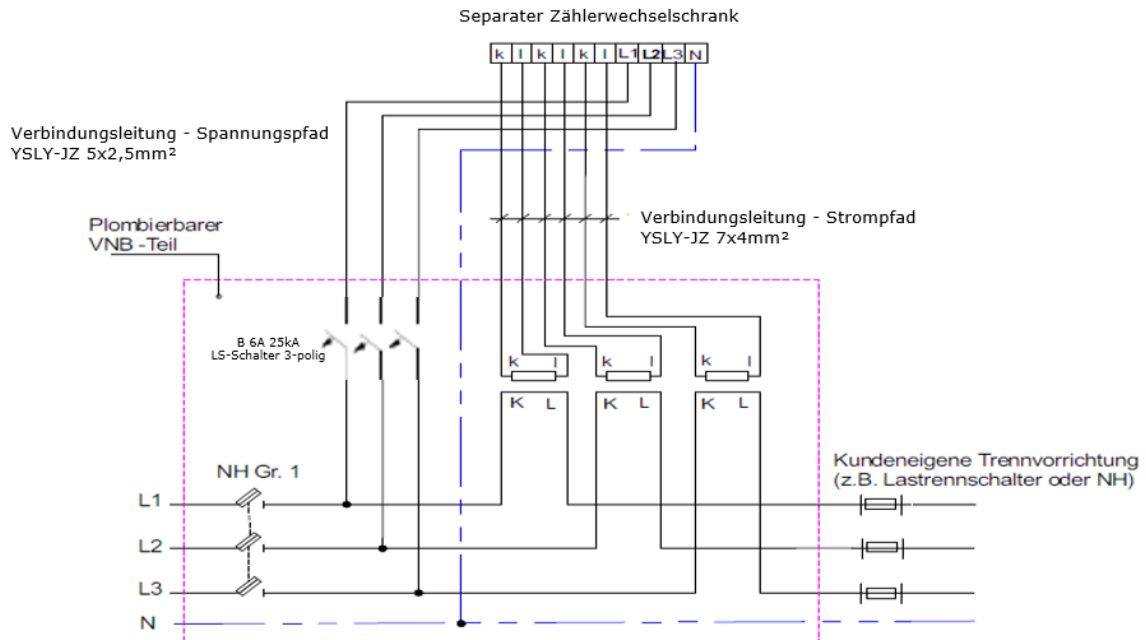 Separater Zählerwechselschrank
k l k l k l L1 L2 L3 N
Verbindungsleitung - Spannungspfad
YSLY-JZ 5x2,5mm²
Verbindungsleitung - Strompfad
YSLY-JZ 7x4mm²
Plombierbarer
VNB -Teil
B 6A 25kA
LS-Schalter 3-polig
k l k l k l
K L K L K L
Kundeneigene Trennvorrichtung
(z.B. Lastrennschalter oder NH)
NH Gr. 1
L1
L2
L3
N